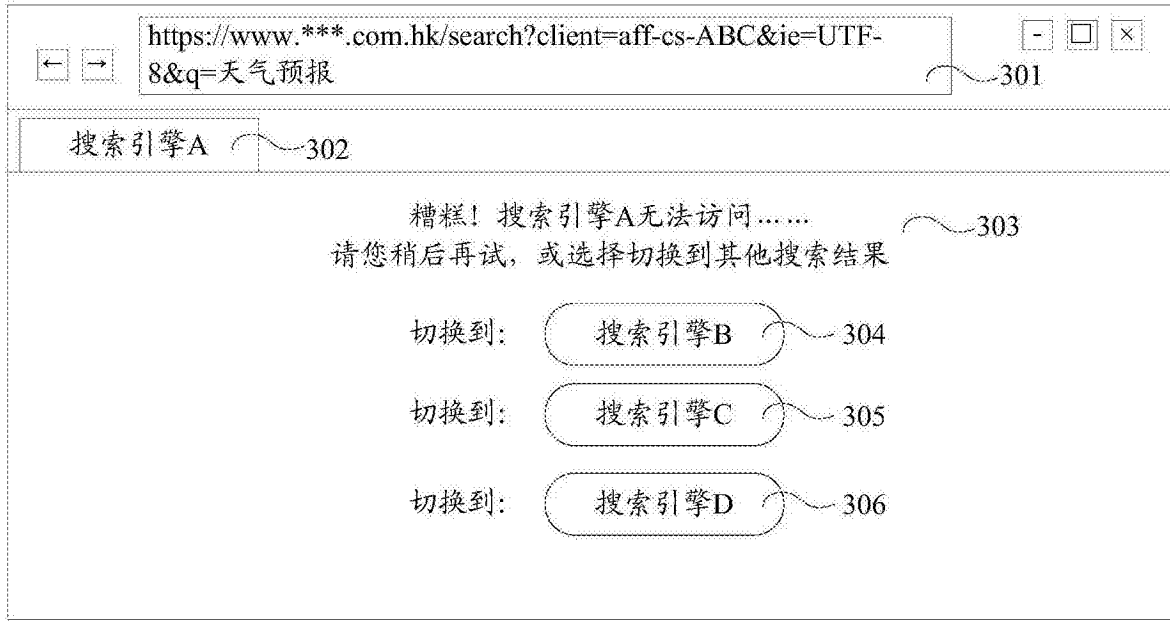 https://www.***.com.hk/search?client=aff-cs-ABC&ie=UTF-
8&q=天气预报
301
搜索引擎A 302
糟糕！搜索引擎A无法访问……
303
请您稍后再试，或选择切换到其他搜索结果
切换到： 搜索引擎B 304
切换到： 搜索引擎C 305
切换到： 搜索引擎D 306